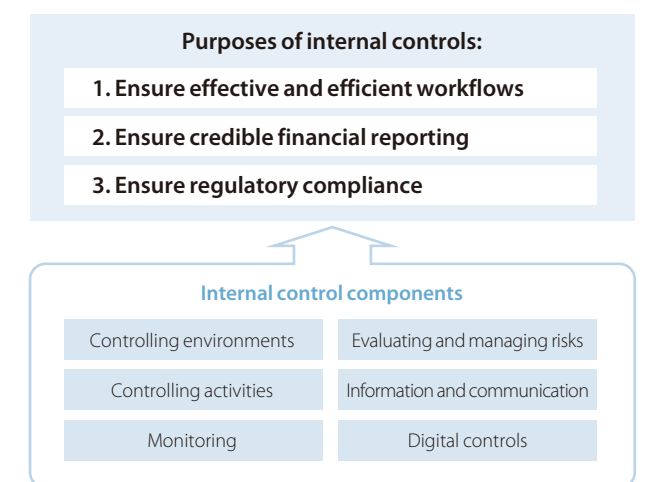 Purposes of internal controls:
1. Ensure effective and efficient workflows
2. Ensure credible financial reporting
3. Ensure regulatory compliance
Internal control components
Controlling environments
Evaluating and managing risks
Controlling activities
Information and communication
Monitoring
Digital controls